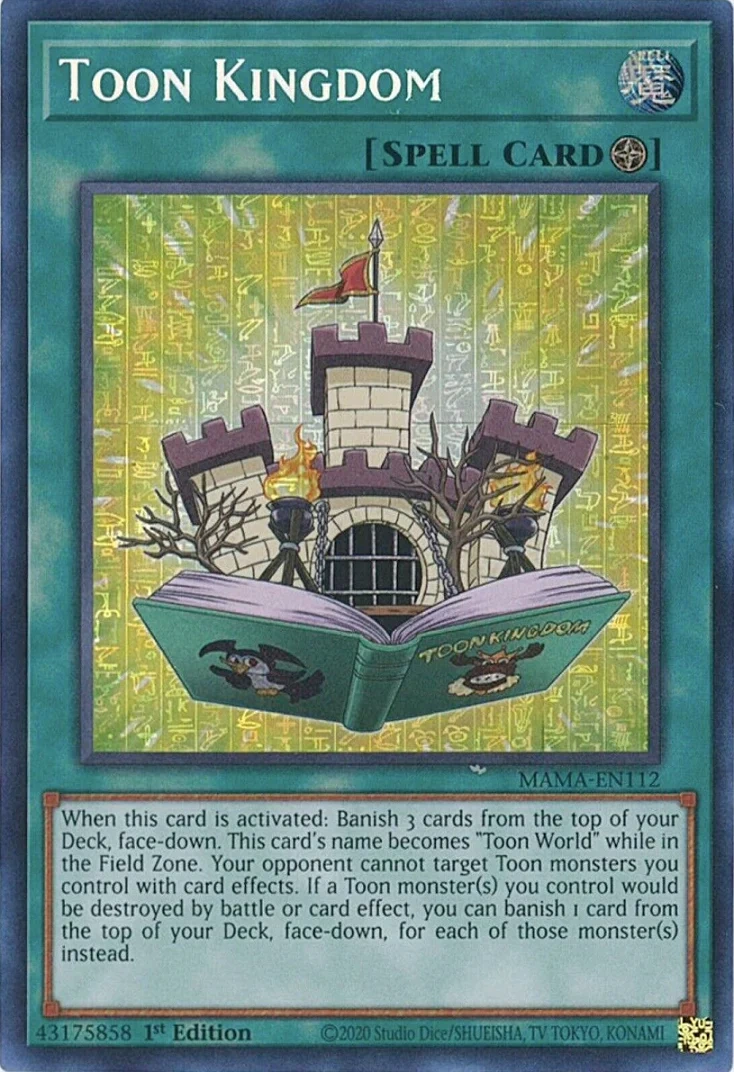 TOON KINGDOM
SPELL
魔
[SPELL CARD]
TOONKINGDOM
MAMA-EN112
When this card is activated: Banish 3 cards from the top of your
Deck, face-down. This card's name becomes "Toon World" while in
the Field Zone. Your opponent cannot target Toon monsters you
control with card effects. If a Toon monster(s) you control would
be destroyed by battle or card effect, you can banish 1 card from
the top of your Deck, face-down, for each of those monster(s)
instead.
43175858 1st Edition ©2020 Studio Dice/SHUEISHA, TV TOKYO, KONAMI